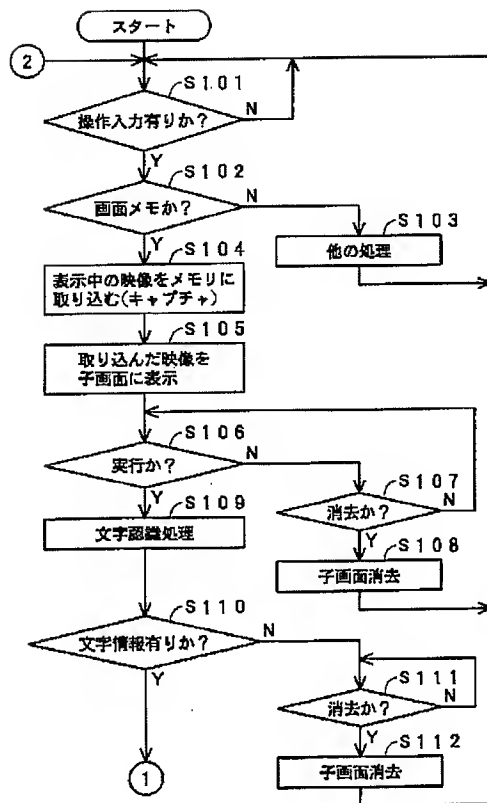 スタート
2
S101
操作入力有りか?
N
Y
S102
画面メモか?
N
Y
S103
他の処理
S104
表示中の映像をメモリに
取り込む(キャプチャ)
S105
取り込んだ映像を
子画面に表示
S106
実行か?
N
Y
S107
消去か?
N
Y
S108
子画面消去
S109
文字認識処理
S110
文字情報有りか?
N
Y
S111
消去か?
N
Y
S112
子画面消去
1